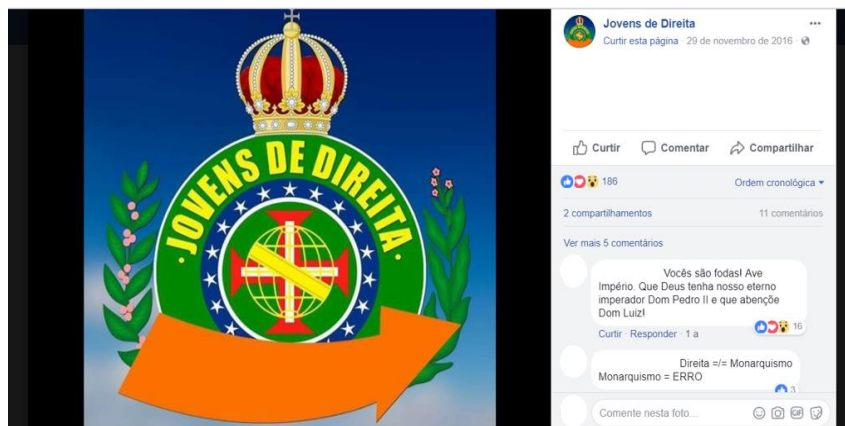 ·JOVENS DE DIREITA·
Jovens de Direita
Curtir esta página · 29 de novembro de 2016 ·
Curtir Comentar Compartilhar
186 Ordem cronológica
2 compartilhamentos 11 comentários
Ver mais 5 comentários
Vocês são fodas! Ave
Império. Que Deus tenha nosso eterno
imperador Dom Pedro II e que abençõe
Dom Luiz!
16
Curtir · Responder · 1 a
Direita =/= Monarquismo
Monarquismo = ERRO
3
Comente nesta foto... GIF